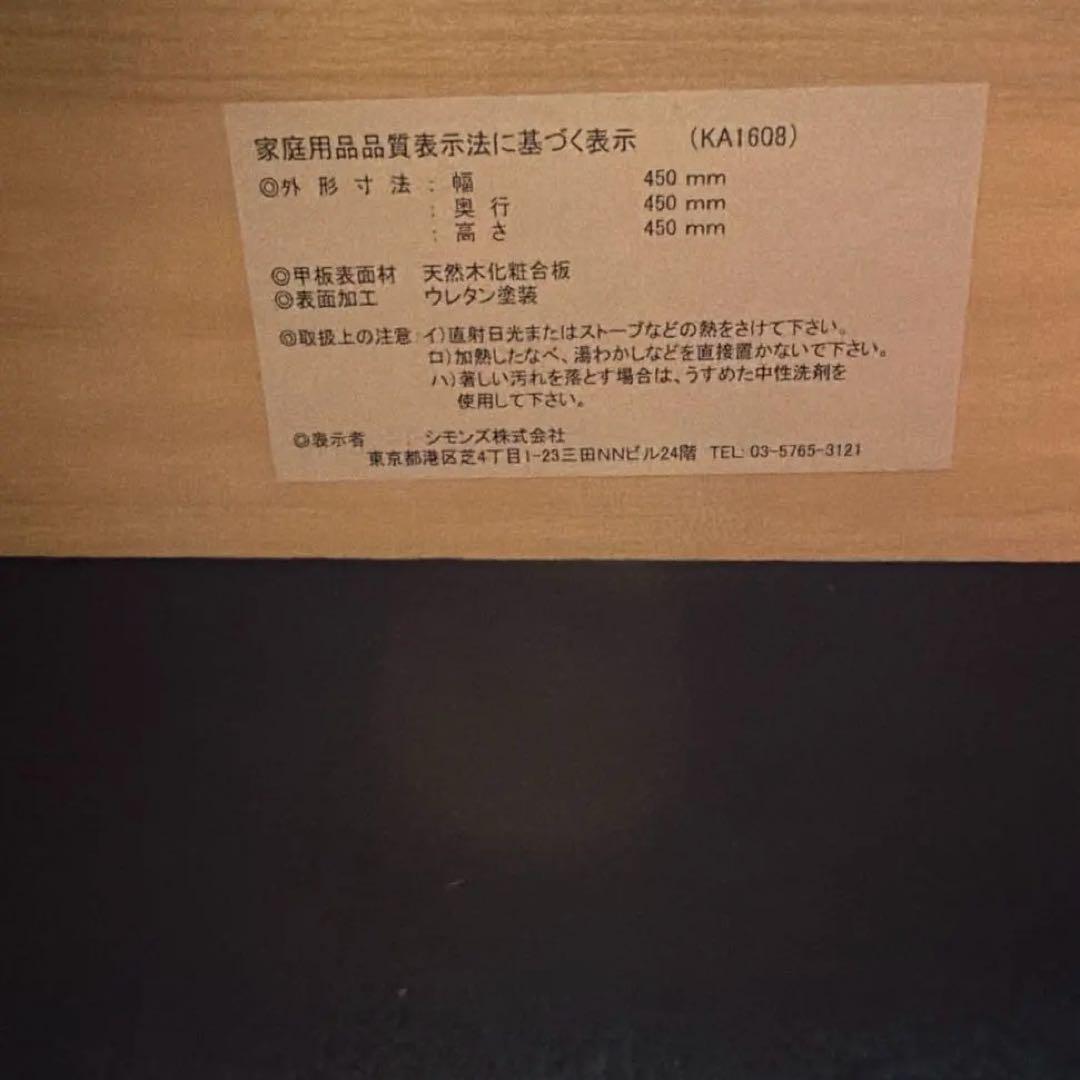 家庭用品品質表示法に基づく表示 (KA1608)
◎外形寸法 : 幅 450 mm
: 奥行 450 mm
: 高さ 450 mm
◎甲板表面材 天然木化粧合板
◎表面加工 ウレタン塗装
◎取扱上の注意 イ)直射日光またはストーブなどの熱をさけて下さい。
ロ)加熱したなべ、湯わかしなどを直接置かないで下さい。
ハ)著しい汚れを落とす場合は、うすめた中性洗剤を
使用して下さい。
◎表示者 : シモンズ株式会社
東京都港区芝4丁目1-23三田NNビル24階 TEL: 03-5765-3121